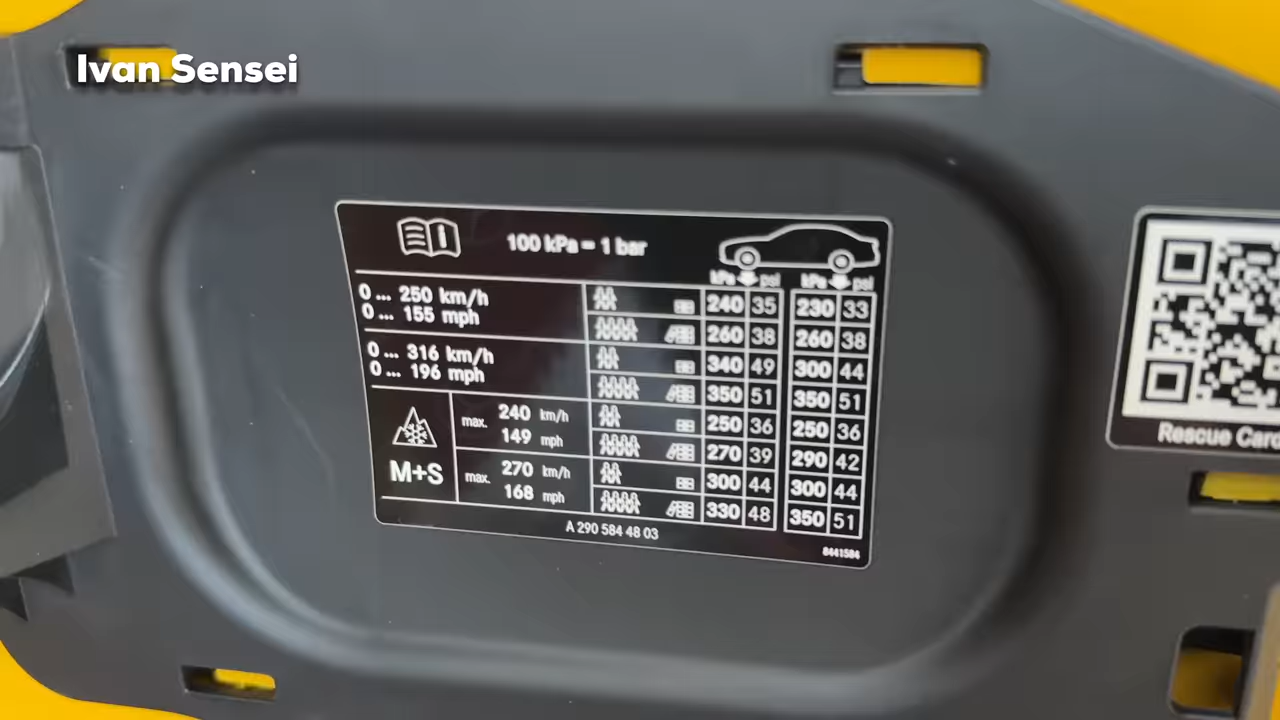 Ivan Sensei
100 kPa = 1 bar
kPa psi kPa psi
0 ... 250 km/h
0 ... 155 mph
240 35 230 33
260 38 260 38
0 ... 316 km/h
0 ... 196 mph
340 49 300 44
350 51 350 51
M+S
max. 240 km/h
149 mph
250 36 250 36
270 39 290 42
max. 270 km/h
168 mph
300 44 300 44
330 48 350 51
A 290 584 48 03
8441584
Rescue Card